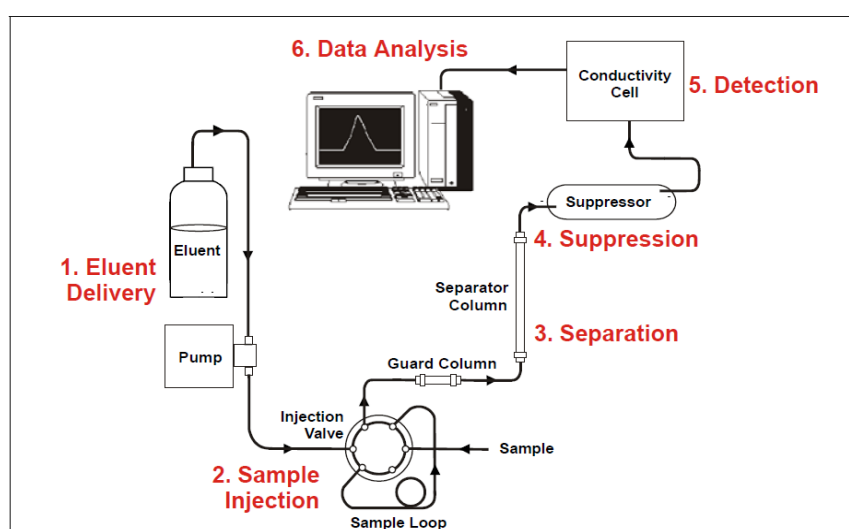 6. Data Analysis
Conductivity
Cell
5. Detection
Suppressor
4. Suppression
Eluent
1. Eluent
Delivery
Separator
Column
3. Separation
Pump
Guard Column
Injection
Valve
Sample
2. Sample
Injection
Sample Loop